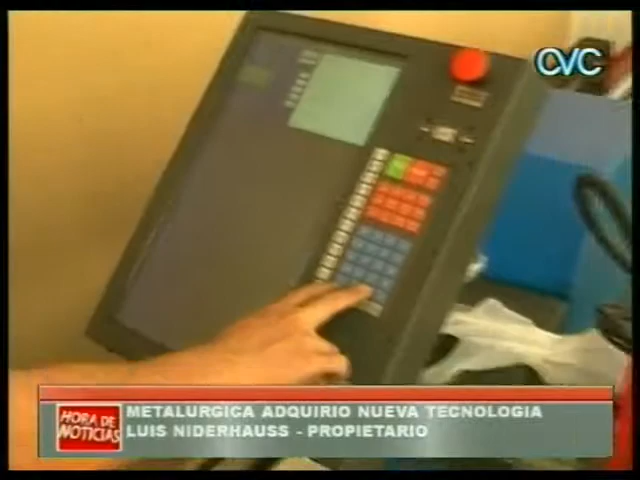 CVC
METALURGICA ADQUIRIO NUEVA TECNOLOGIA
HORA DE
NOTICIAS
LUIS NIDERHAUSS - PROPIETARIO